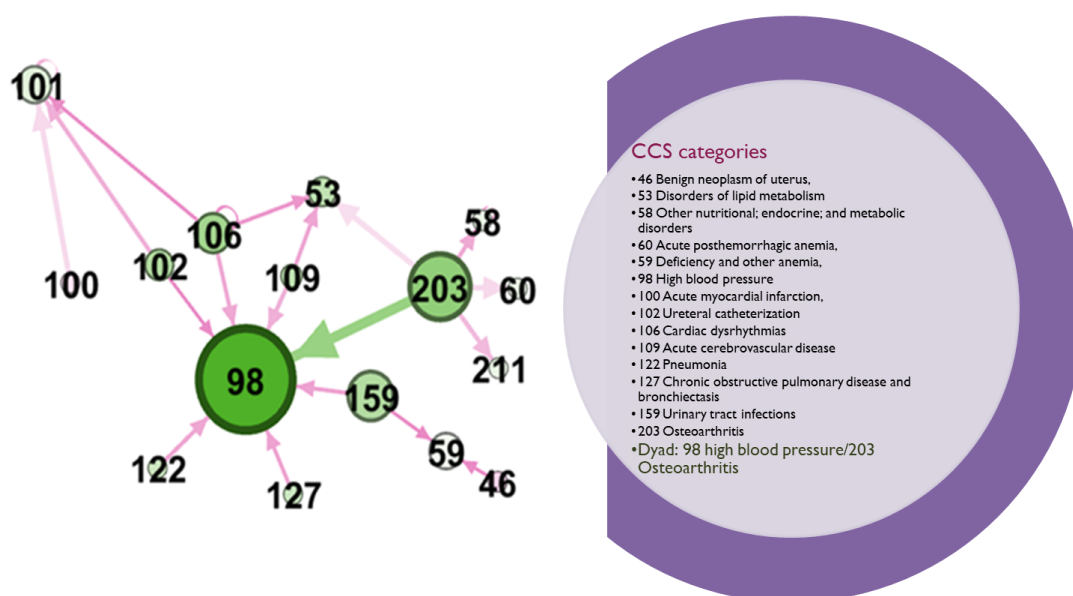 101
53
58
106
102
109
100
203
60
211
98
159
59
122
127
46
CCS categories
•46 Benign neoplasm of uterus,
•53 Disorders of lipid metabolism
•58 Other nutritional; endocrine; and metabolic
disorders
•60 Acute posthemorrhagic anemia,
•59 Deficiency and other anemia,
•98 High blood pressure
•100 Acute myocardial infarction,
•102 Ureteral catheterization
•106 Cardiac dysrhythmias
•109 Acute cerebrovascular disease
•122 Pneumonia
•127 Chronic obstructive pulmonary disease and
bronchiectasis
•159 Urinary tract infections
•203 Osteoarthritis
•Dyad: 98 high blood pressure/203
Osteoarthritis